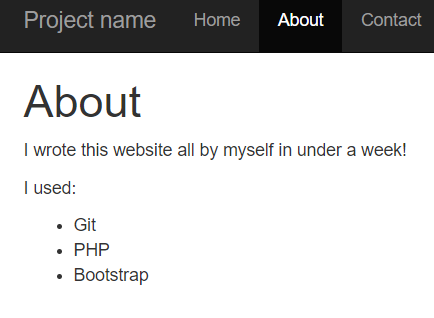 Project name Home About Contact
About
I wrote this website all by myself in under a week!
I used:
Git
PHP
Bootstrap